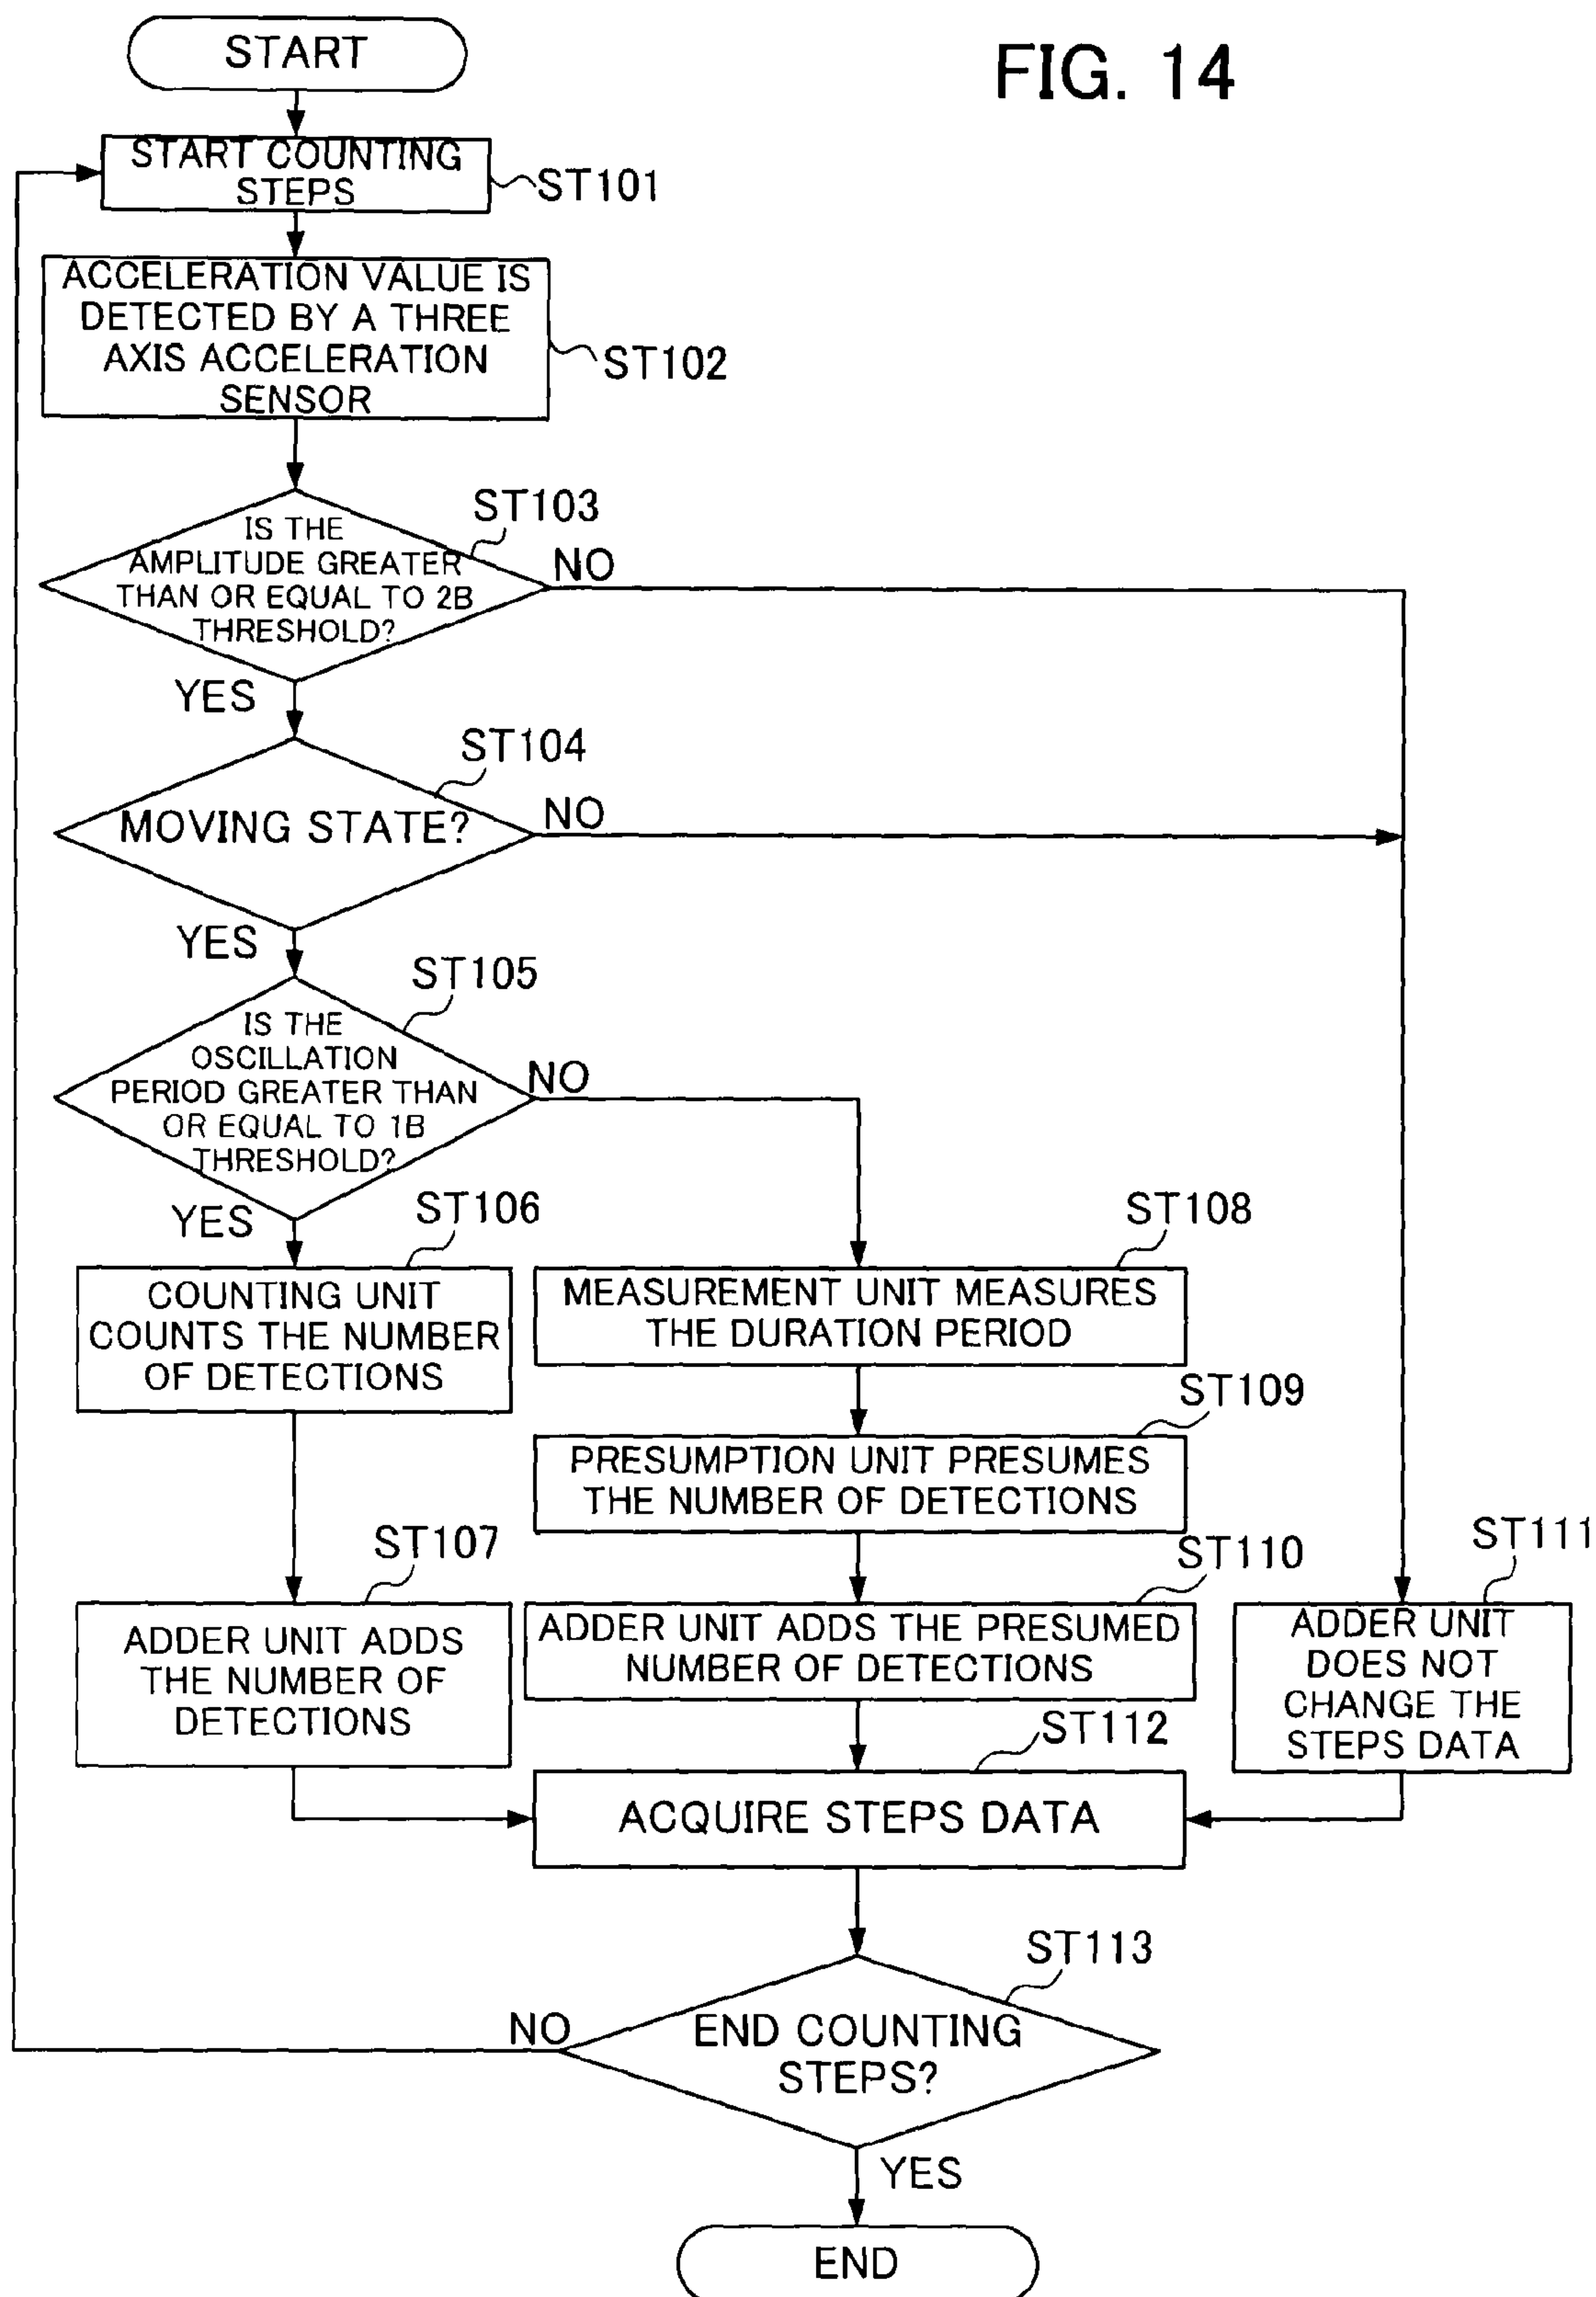 START
FIG. 14
START COUNTING
STEPS
ST101
ACCELERATION VALUE IS
DETECTED BY A THREE
AXIS ACCELERATION
SENSOR
ST102
ST103
IS THE
AMPLITUDE GREATER
THAN OR EQUAL TO 2B
THRESHOLD?
NO
YES
ST104
MOVING STATE?
NO
YES
ST105
IS THE
OSCILLATION
PERIOD GREATER THAN
OR EQUAL TO 1B
THRESHOLD?
NO
YES
ST106
COUNTING UNIT
COUNTS THE NUMBER
OF DETECTIONS
ST108
MEASUREMENT UNIT MEASURES
THE DURATION PERIOD
ST109
PRESUMPTION UNIT PRESUMES
THE NUMBER OF DETECTIONS
ST107
ADDER UNIT ADDS
THE NUMBER OF
DETECTIONS
ST110
ADDER UNIT ADDS THE PRESUMED
NUMBER OF DETECTIONS
ST111
ADDER UNIT
DOES NOT
CHANGE THE
STEPS DATA
ST112
ACQUIRE STEPS DATA
ST113
END COUNTING
STEPS?
NO
YES
END